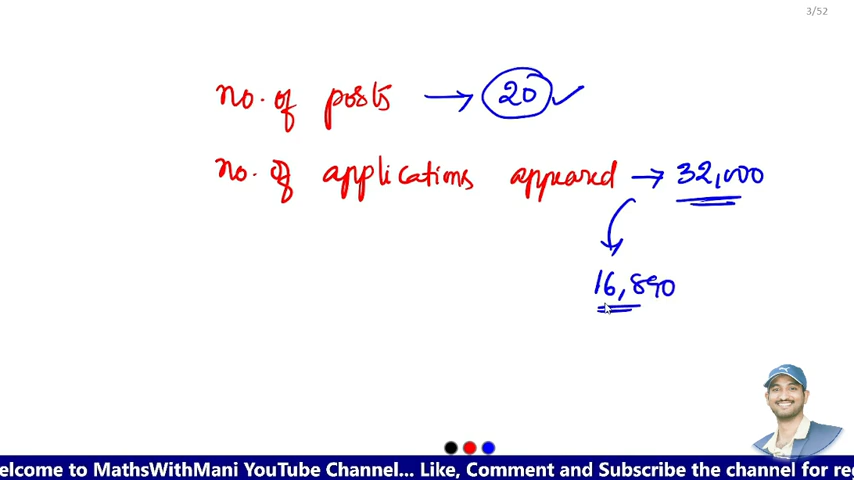 3/52
no. of posts → 20 ✓
no. of applications appeared → 32,000
16,890
elcome to MathsWithMani YouTube Channel... Like, Comment and Subscribe the channel for re